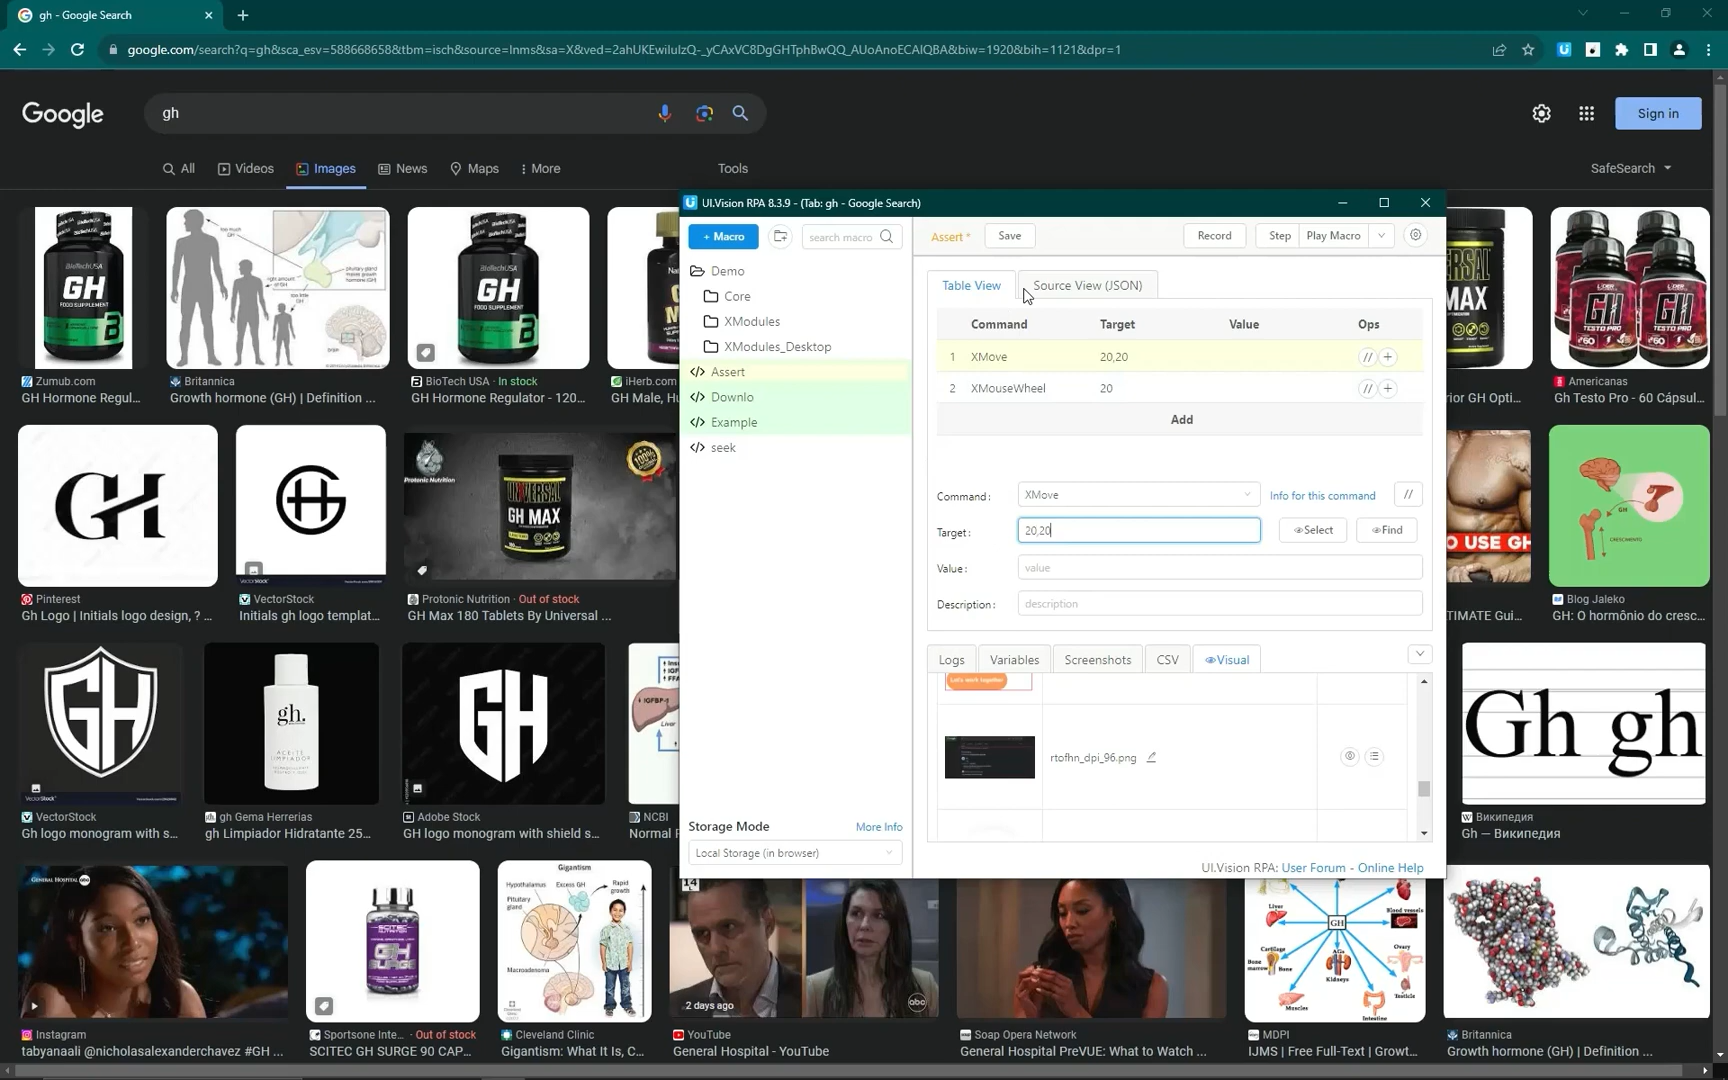 gh - Google Search
google.com/search?q=gh&sca_esv=588668658&tbm=isch&source=lnms&sa=X&ved=2ahUKEwiluIzQ-_yCAxVC8DgGHTphBwQQ_AUoAnoECAIQBA&biw=1920&bih=1121&dpr=1
Google
gh
Sign in
All
Videos
Images
News
Maps
More
Tools
SafeSearch
Zumub.com
GH Hormone Regul...
Britannica
Growth hormone (GH) | Definition ...
BioTech USA · In stock
GH Hormone Regulator - 120...
iHerb.com
GH Male, Hu
Americanas
Gh Testo Pro - 60 Cápsul...
rior GH Opti...
Pinterest
Gh Logo | Initials logo design, ? ...
VectorStock
Initials gh logo templat...
Protonic Nutrition · Out of stock
GH Max 180 Tablets By Universal ...
TIMATE Gui...
Blog Jaleko
GH: O hormônio do cresc...
VectorStock
Gh logo monogram with s...
gh Gema Herrerias
gh Limpiador Hidratante 25...
Adobe Stock
GH logo monogram with shield s...
NCBI
Normal F
Википедия
Gh — Википедия
Gh gh
UI.Vision RPA 8.3.9 - (Tab: gh - Google Search)
+ Macro
search macro
Assert *
Save
Record
Step
Play Macro
Demo
Core
XModules
XModules_Desktop
Assert
Downlo
Example
seek
Table View
Source View (JSON)
Command
Target
Value
Ops
1 XMove 20,20 // +
2 XMouseWheel 20 // +
Add
Command:
XMove
Info for this command
//
Target:
20,20
Select
Find
Value:
value
Description:
description
Logs
Variables
Screenshots
CSV
Visual
Let's work together
rtofhn_dpi_96.png
Storage Mode
More Info
Local Storage (in browser)
UI.Vision RPA: User Forum - Online Help
Instagram
tabyanaali @nicholasalexanderchavez #GH ...
Sportsone Inte... · Out of stock
SCITEC GH SURGE 90 CAP...
Cleveland Clinic
Gigantism: What It Is, C...
2 days ago
YouTube
General Hospital - YouTube
Soap Opera Network
General Hospital PreVUE: What to Watch ...
MDPI
IJMS | Free Full-Text | Growt...
Britannica
Growth hormone (GH) | Definition ...